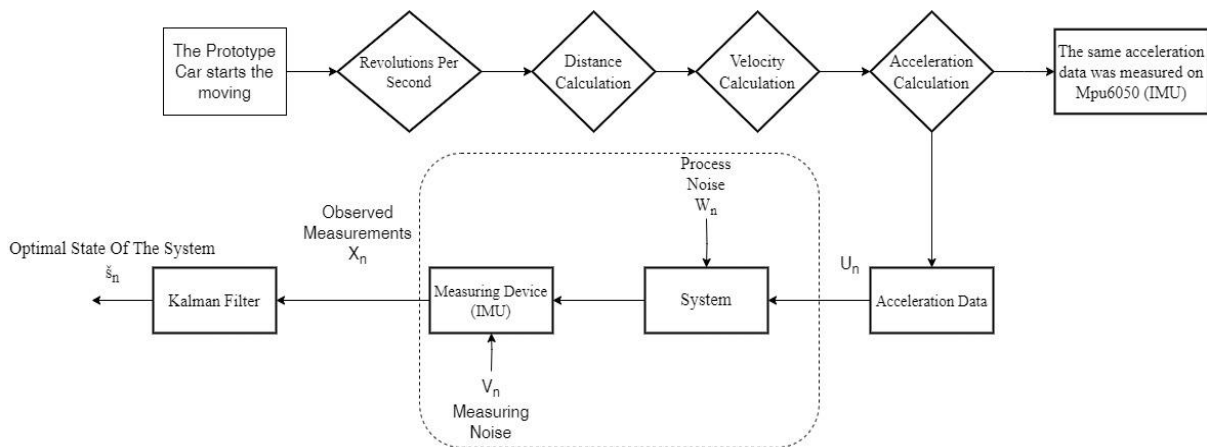 The Prototype
Car starts the
moving
Revolutions Per
Second
Distance
Calculation
Velocity
Calculation
Acceleration
Calculation
The same acceleration
data was measured on
Mpu6050 (IMU)
Process
Noise
Wn
Observed
Measurements
Xn
Optimal State Of The System
šn
Kalman Filter
Measuring Device
(IMU)
System
Un
Acceleration Data
Vn
Measuring
Noise